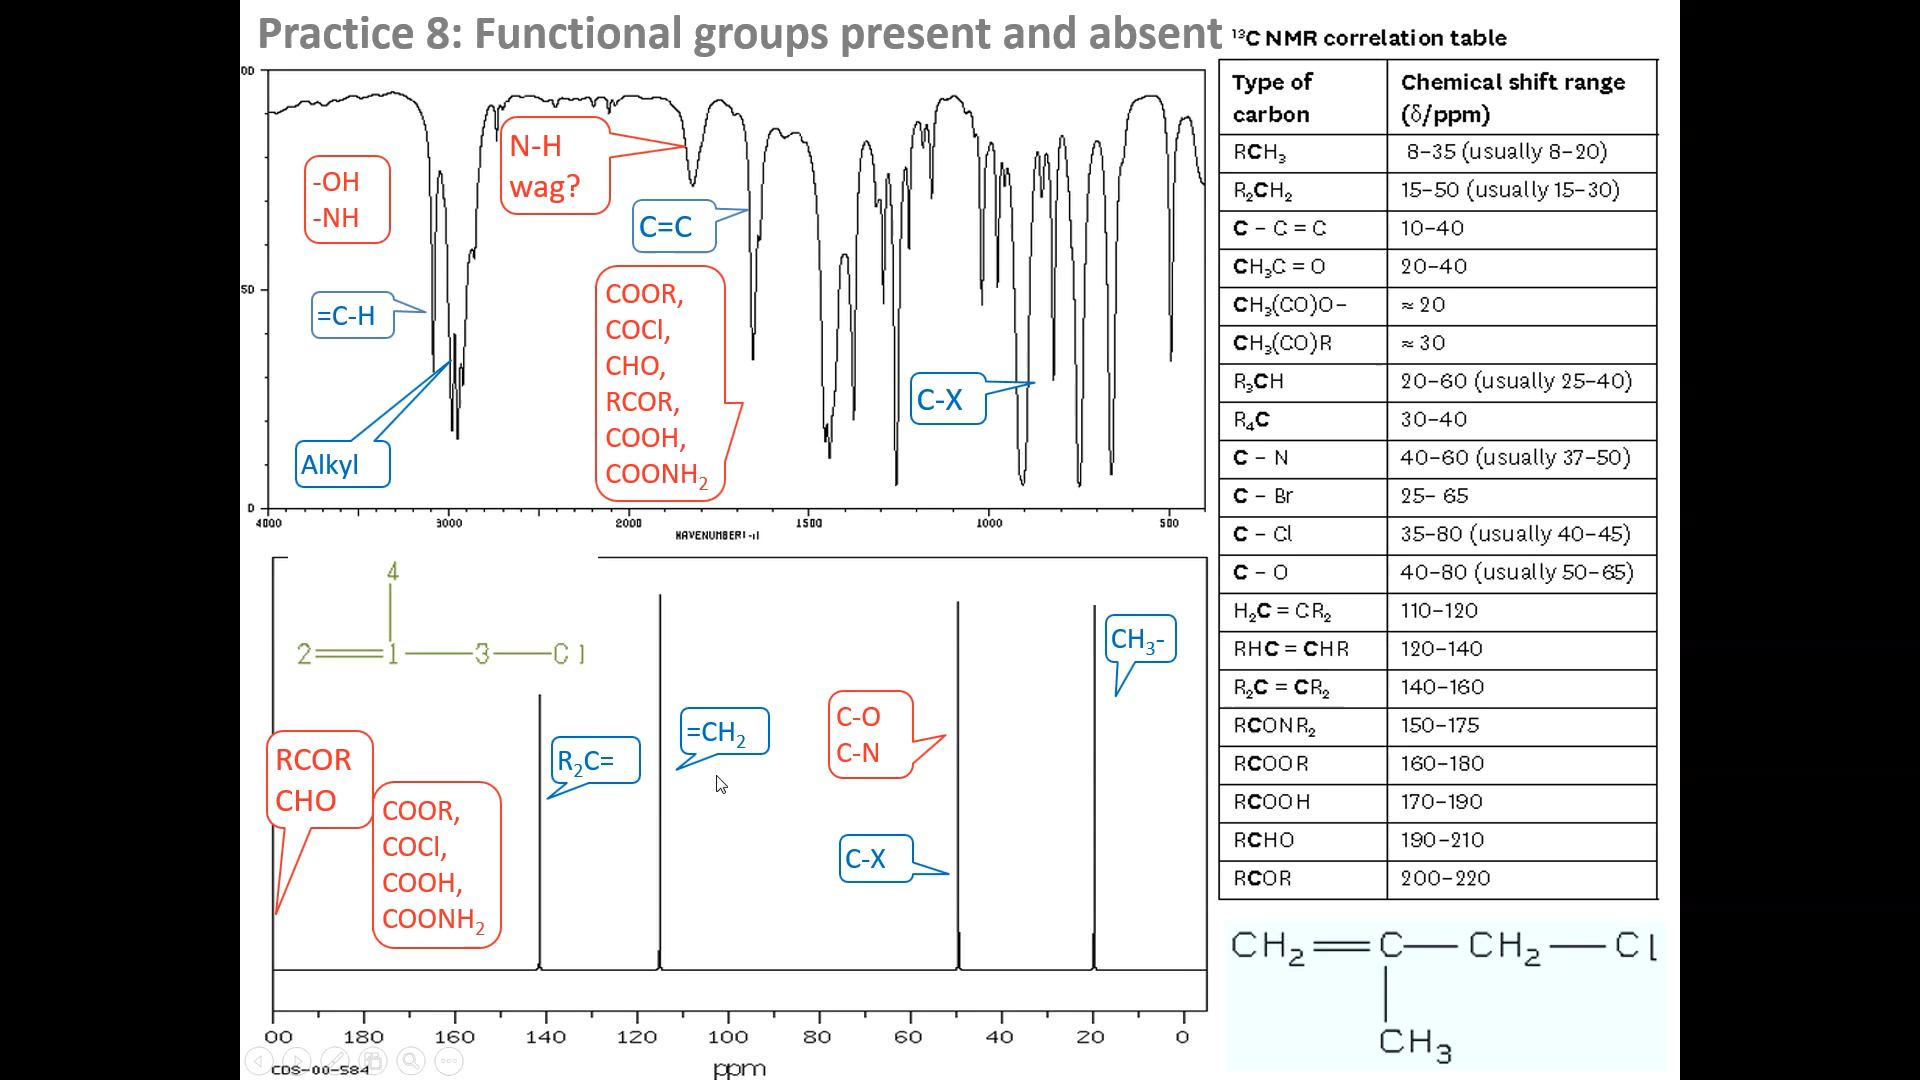 Practice 8: Functional groups present and absent
-OH
-NH
N-H
wag?
C=C
=C-H
COOR,
COCl,
CHO,
RCOR,
COOH,
COONH₂
C-X
Alkyl
50
0
4000 3000 2000 1500 1000 500
4
2 1 3 Cl
CH₃-
=CH₂
C-O
C-N
R₂C=
RCOR
CHO
COOR,
COCl,
COOH,
COONH₂
C-X
00 180 160 140 120 100 80 60 40 20 0
ppm
CDS-00-584
¹³C NMR correlation table
Type of carbon Chemical shift range (δ/ppm)
RCH₃ 8–35 (usually 8–20)
R₂CH₂ 15–50 (usually 15–30)
C – C = C 10–40
CH₃C = O 20–40
CH₃(CO)O– ≈ 20
CH₃(CO)R ≈ 30
R₃CH 20–60 (usually 25–40)
R₄C 30–40
C – N 40–60 (usually 37–50)
C – Br 25– 65
C – Cl 35–80 (usually 40–45)
C – O 40–80 (usually 50–65)
H₂C = CR₂ 110–120
RHC = CHR 120–140
R₂C = CR₂ 140–160
RCONR₂ 150–175
RCOOR 160–180
RCOOH 170–190
RCHO 190–210
RCOR 200–220
CH₂ C CH₂ Cl
CH₃